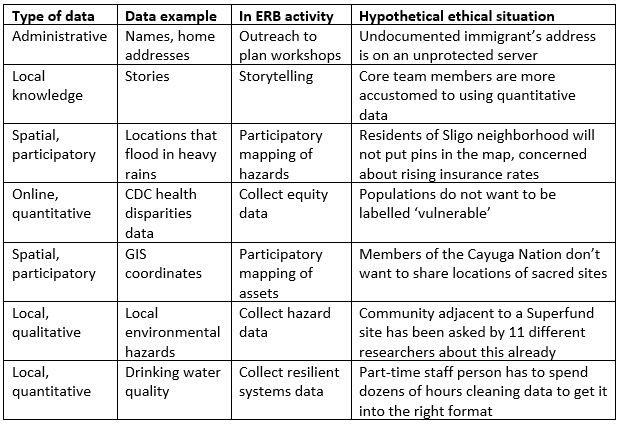 Type of data Data example In ERB activity Hypothetical ethical situation
Administrative Names, home Outreach to Undocumented immigrant's address
addresses plan workshops is on an unprotected server
Local Stories Storytelling Core team members are more
knowledge accustomed to using quantitative
data
Spatial, Locations that Participatory Residents of Sligo neighborhood will
participatory flood in heavy mapping of not put pins in the map, concerned
rains hazards about rising insurance rates
Online, CDC health Collect equity Populations do not want to be
quantitative disparities data labelled ‘vulnerable’
data
Spatial, GIS Participatory Members of the Cayuga Nation don’t
participatory coordinates mapping of want to share locations of sacred sites
assets
Local, Local Collect hazard Community adjacent to a Superfund
qualitative environmental data site has been asked by 11 different
hazards researchers about this already
Local, Drinking water Collect resilient Part-time staff person has to spend
quantitative quality systems data dozens of hours cleaning data to get it
into the right format